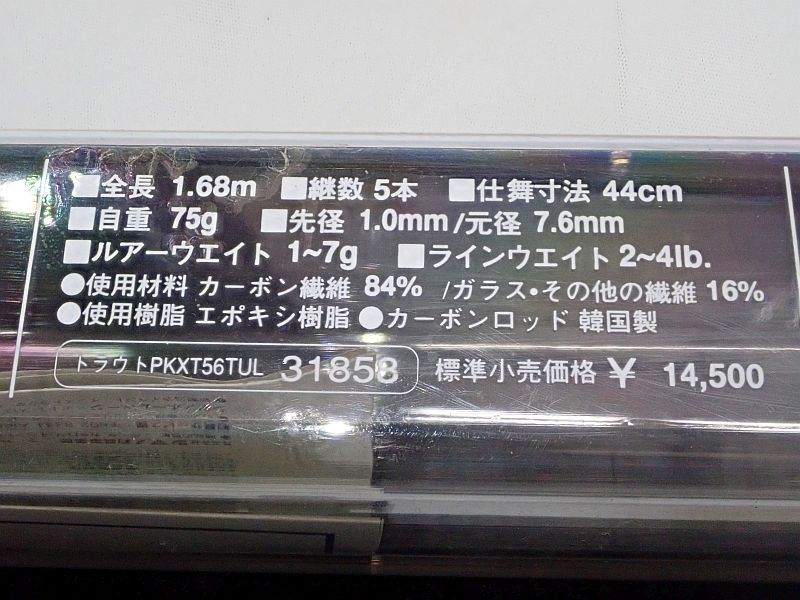 ■全長 1.68m ■継数 5本 ■仕舞寸法 44cm
■自重 75g ■先径 1.0mm/元径 7.6mm
■ルアーウエイト 1~7g ■ラインウエイト 2~4lb.
●使用材料 カーボン繊維 84% /ガラス・その他の繊維 16%
●使用樹脂 エポキシ樹脂 ●カーボンロッド 韓国製
トラウトPKXT56TUL 31858 標準小売価格 ¥ 14,500